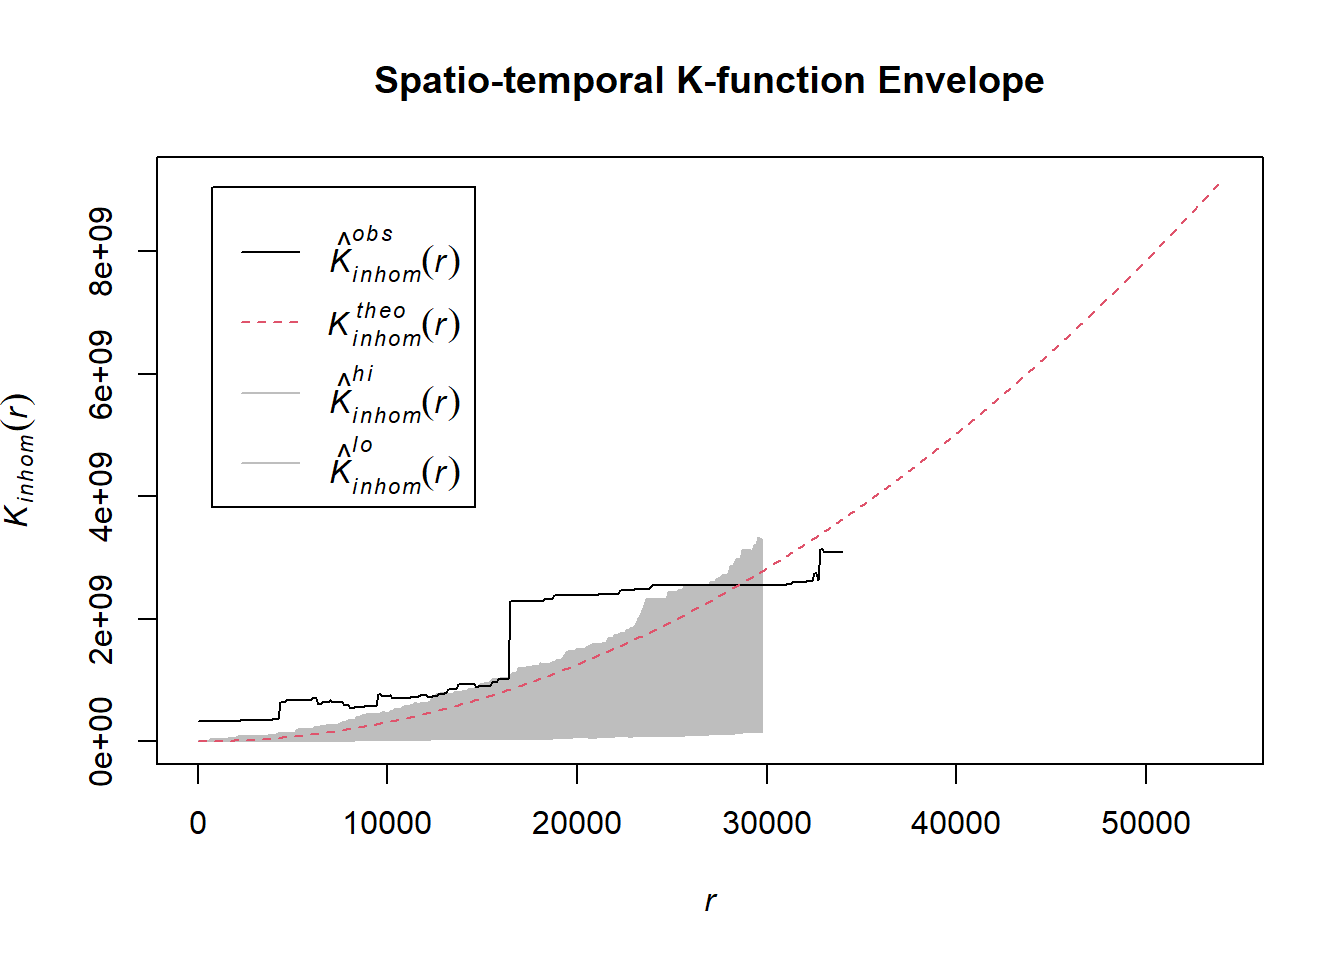 Spatio-temporal K-function Envelope
K̂ᵒᵇˢ_inhom(r)
Kᵗʰᵉᵒ_inhom(r)
K̂ʰⁱ_inhom(r)
K̂ˡᵒ_inhom(r)
K_inhom(r)
8e+09
6e+09
4e+09
2e+09
0e+00
0 10000 20000 30000 40000 50000
r